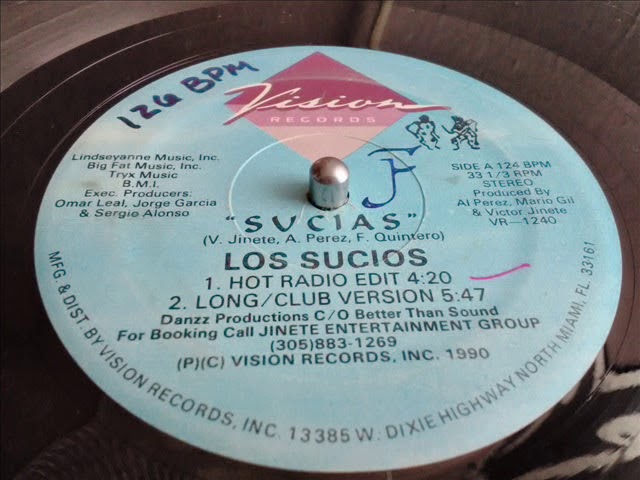 126 BPM
Vision
RECORDS
Lindseyanne Music, Inc.
Big Fat Music, Inc.
Tryx Music
B.M.I.
Exec. Producers:
Omar Leal, Jorge Garcia
& Sergio Alonso
SIDE A 124 BPM
33 1/3 RPM
STEREO
Produced By
Al Perez, Mario Gil
& Victor Jinete
VR-1240
"SUCIAS"
(V. Jinete, A. Perez, F. Quintero)
LOS SUCIOS
1. HOT RADIO EDIT 4:20
2. LONG/CLUB VERSION 5:47
Danzz Productions C/O Better Than Sound
For Booking Call JINETE ENTERTAINMENT GROUP
(305)883-1269
(P)(C) VISION RECORDS, INC. 1990
MFG. & DIST. BY VISION RECORDS, INC. 13385 W. DIXIE HIGHWAY NORTH MIAMI, FL. 33161